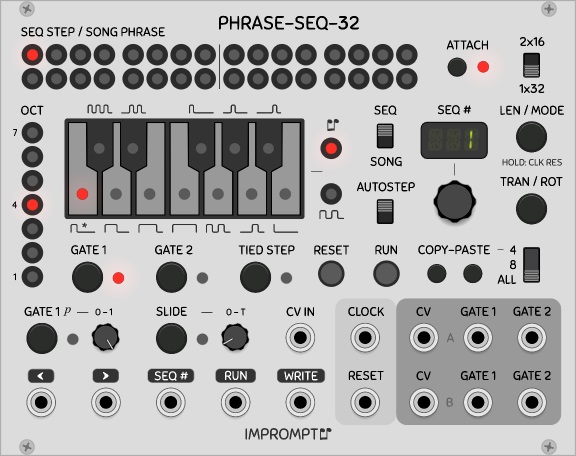 PHRASE-SEQ-32
SEQ STEP / SONG PHRASE
ATTACH
2x16
1x32
OCT
7
4
1
*
SEQ
SONG
SEQ #
1
LEN / MODE
HOLD: CLK RES
AUTOSTEP
TRAN / ROT
GATE 1
GATE 2
TIED STEP
RESET
RUN
COPY-PASTE
4
8
ALL
GATE 1 p
0-1
SLIDE
0-T
CV IN
CLOCK
CV
GATE 1
GATE 2
A
<
>
SEQ #
RUN
WRITE
RESET
CV
GATE 1
GATE 2
B
IMPROMPTU